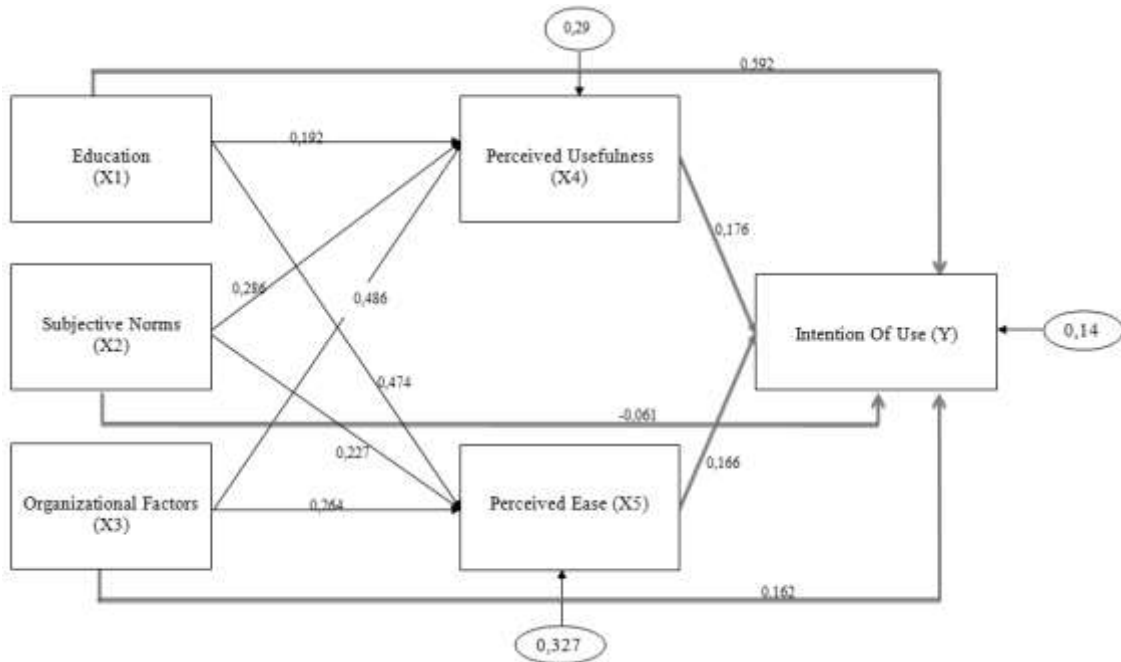 0,29
0,592
Education
(X1)
0,192
Perceived Usefulness
(X4)
0,176
0,286
0,486
Subjective Norms
(X2)
Intention Of Use (Y)
0,14
0,474
-0,061
0,227
0,166
Organizational Factors
(X3)
0,264
Perceived Ease (X5)
0,162
0,327